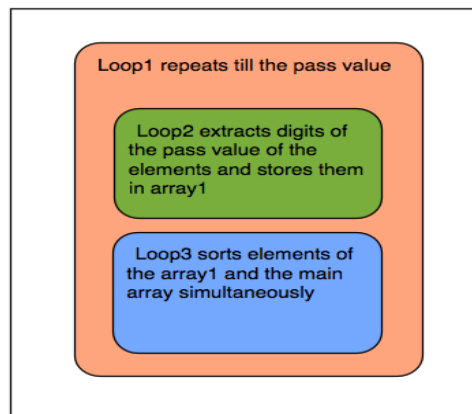 Loop1 repeats till the pass value
Loop2 extracts digits of
the pass value of the
elements and stores them
in array1
Loop3 sorts elements of
the array1 and the main
array simultaneously